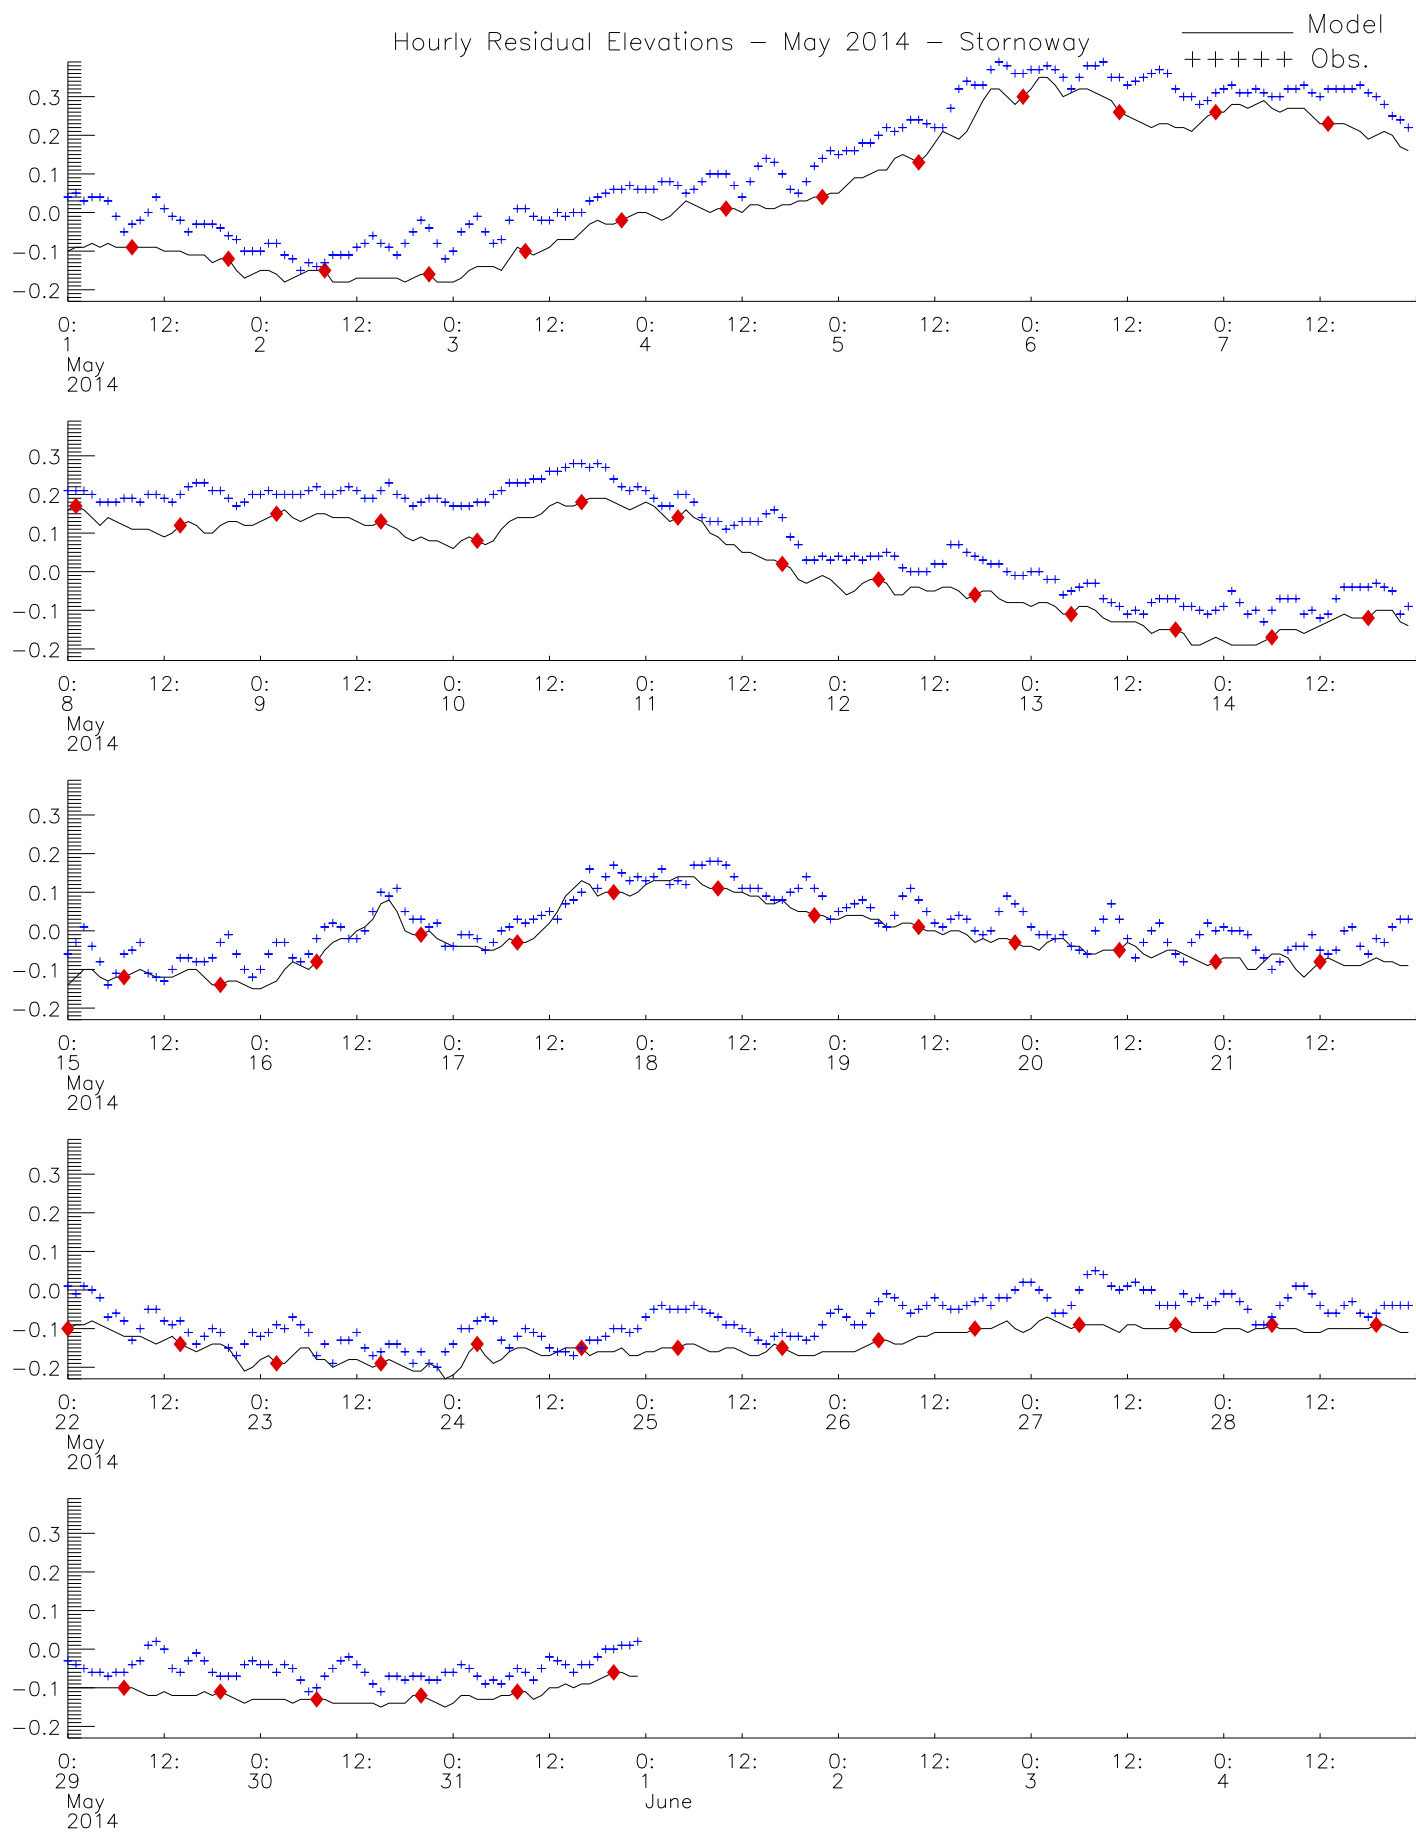 Hourly Residual Elevations − May 2014 − Stornoway
Model
+++++ Obs.
0.3
0.2
0.1
0.0
−0.1
−0.2
0: 12: 0: 12: 0: 12: 0: 12: 0: 12: 0: 12: 0: 12:
1 2 3 4 5 6 7
May
2014
0.3
0.2
0.1
0.0
−0.1
−0.2
0: 12: 0: 12: 0: 12: 0: 12: 0: 12: 0: 12: 0: 12:
8 9 10 11 12 13 14
May
2014
0.3
0.2
0.1
0.0
−0.1
−0.2
0: 12: 0: 12: 0: 12: 0: 12: 0: 12: 0: 12: 0: 12:
15 16 17 18 19 20 21
May
2014
0.3
0.2
0.1
0.0
−0.1
−0.2
0: 12: 0: 12: 0: 12: 0: 12: 0: 12: 0: 12: 0: 12:
22 23 24 25 26 27 28
May
2014
0.3
0.2
0.1
0.0
−0.1
−0.2
0: 12: 0: 12: 0: 12: 0: 12: 0: 12: 0: 12: 0: 12:
29 30 31 1 2 3 4
May June
2014